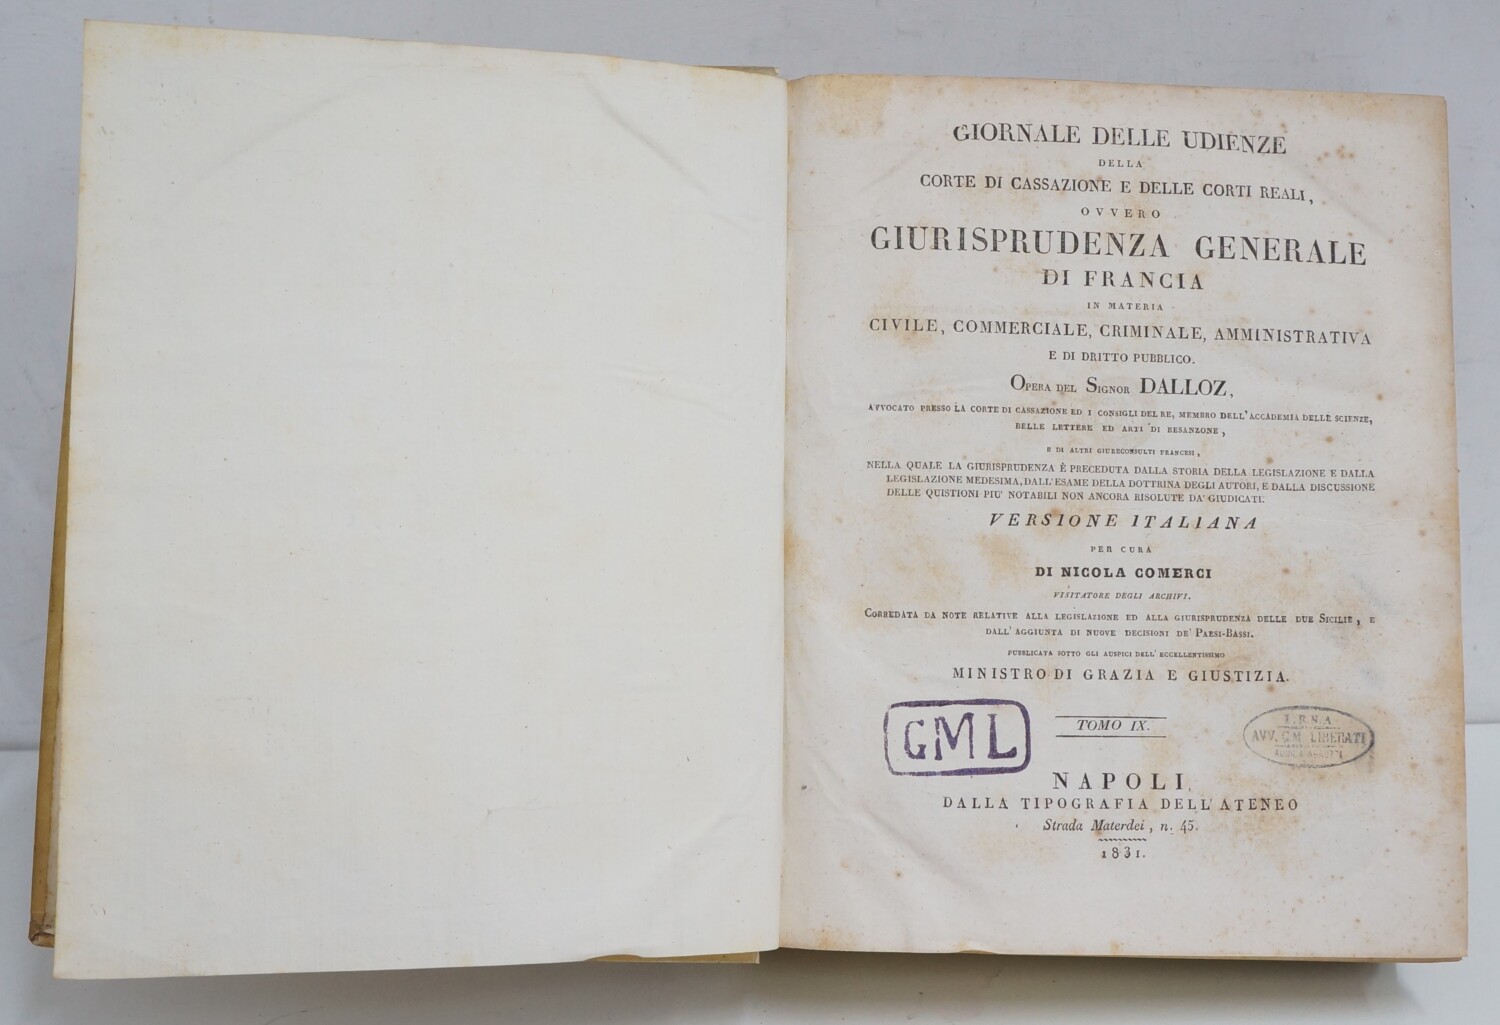 GIORNALE DELLE UDIENZE
DELLA
CORTE DI CASSAZIONE E DELLE CORTI REALI,
OVVERO
GIURISPRUDENZA GENERALE
DI FRANCIA
IN MATERIA
CIVILE, COMMERCIALE, CRIMINALE, AMMINISTRATIVA
E DI DRITTO PUBBLICO.
OPERA DEL SIGNOR DALLOZ,
AVVOCATO PRESSO LA CORTE DI CASSAZIONE ED I CONSIGLI DEL RE, MEMBRO DELL'ACCADEMIA DELLE SCIENZE,
BELLE LETTERE ED ARTI DI BESANZONE,
E DI ALTRI GIURECONSULTI FRANCESI,
NELLA QUALE LA GIURISPRUDENZA È PRECEDUTA DALLA STORIA DELLA LEGISLAZIONE E DALLA
LEGISLAZIONE MEDESIMA, DALL'ESAME DELLA DOTTRINA DEGLI AUTORI, E DALLA DISCUSSIONE
DELLE QUISTIONI PIU' NOTABILI NON ANCORA RISOLUTE DA' GIUDICATI.
VERSIONE ITALIANA
PER CURA
DI NICOLA COMERCI
VISITATORE DEGLI ARCHIVI.
CORREDATA DA NOTE RELATIVE ALLA LEGISLAZIONE ED ALLA GIURISPRUDENZA DELLE DUE SICILIE, E
DALL'AGGIUNTA DI NUOVE DECISIONI DE' PAESI-BASSI.
PUBBLICATA SOTTO GLI AUSPICI DELL'ECCELLENTISSIMO
MINISTRO DI GRAZIA E GIUSTIZIA.
TOMO IX.
GML
AVV. G.M. LIBERATI
NAPOLI,
DALLA TIPOGRAFIA DELL'ATENEO
Strada Materdei, n. 45.
1831.